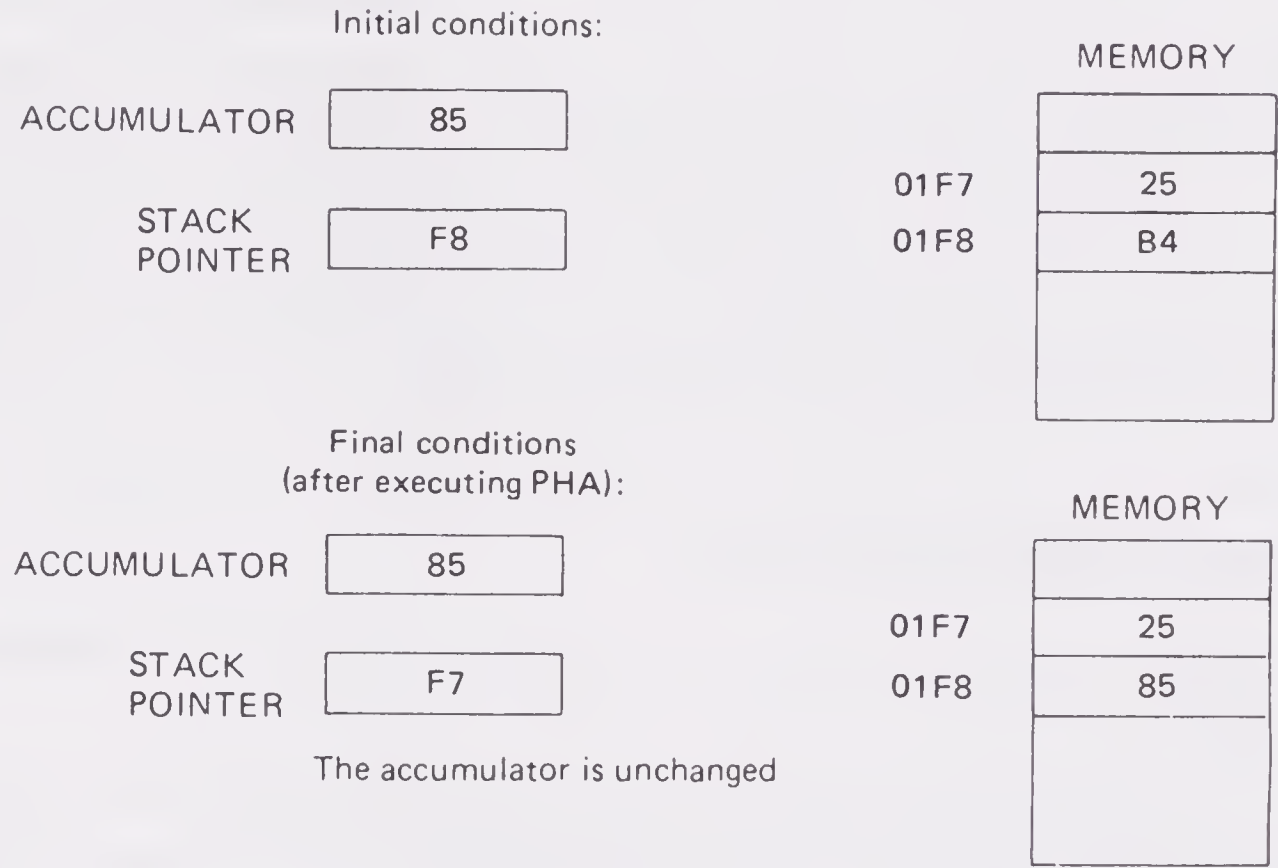 Initial conditions:
MEMORY
ACCUMULATOR 85
01F7 25
STACK
POINTER F8
01F8 B4
Final conditions
(after executing PHA):
MEMORY
ACCUMULATOR 85
01F7 25
STACK
POINTER F7
01F8 85
The accumulator is unchanged